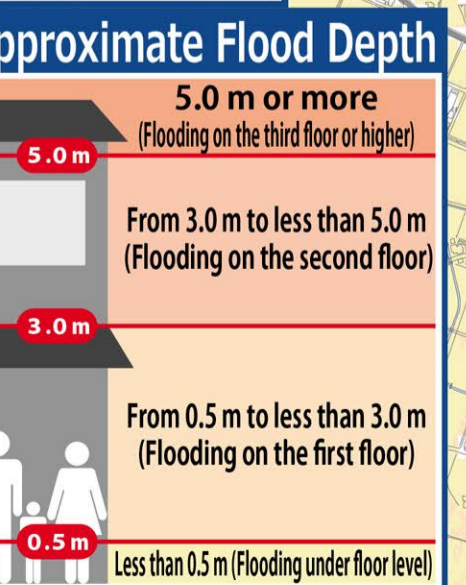 pproximate Flood Depth
5.0 m or more
(Flooding on the third floor or higher)
5.0 m
From 3.0 m to less than 5.0 m
(Flooding on the second floor)
3.0 m
From 0.5 m to less than 3.0 m
(Flooding on the first floor)
0.5 m
Less than 0.5 m (Flooding under floor level)